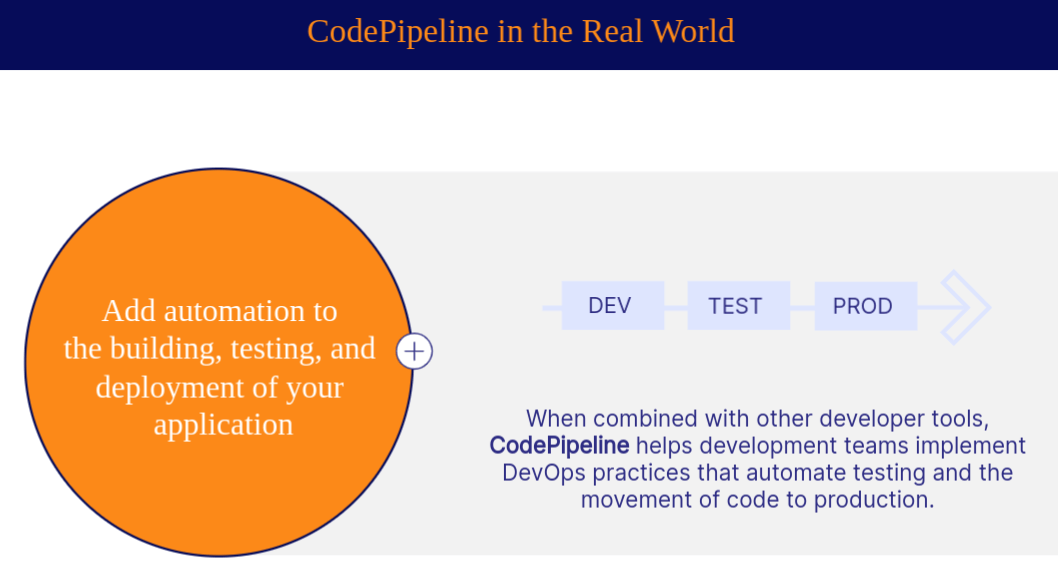 CodePipeline in the Real World
Add automation to
the building, testing, and
deployment of your
application
DEV TEST PROD
When combined with other developer tools,
CodePipeline helps development teams implement
DevOps practices that automate testing and the
movement of code to production.